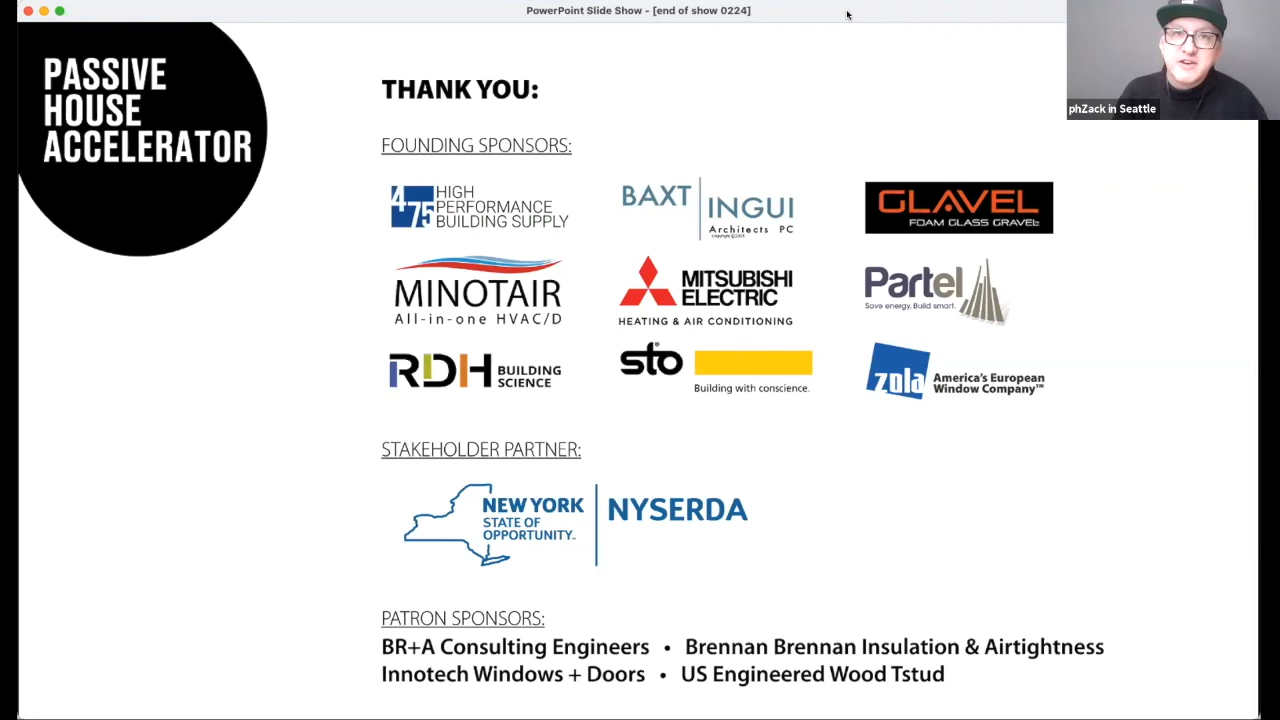 PowerPoint Slide Show - [end of show 0224]
PASSIVE
HOUSE
ACCELERATOR
phZack in Seattle
THANK YOU:
FOUNDING SPONSORS:
475 HIGH
PERFORMANCE
BUILDING SUPPLY
BAXT
INGUI
Architects PC
GLAVEL
FOAM GLASS GRAVEL
MINOTAIR
All-in-one HVAC/D
MITSUBISHI
ELECTRIC
HEATING & AIR CONDITIONING
Partel
Save energy. Build smart.
RDH BUILDING
SCIENCE
sto
Building with conscience.
zola America's European
Window Company™
STAKEHOLDER PARTNER:
NEW YORK
STATE OF
OPPORTUNITY.
NYSERDA
PATRON SPONSORS:
BR+A Consulting Engineers • Brennan Brennan Insulation & Airtightness
Innotech Windows + Doors • US Engineered Wood Tstud